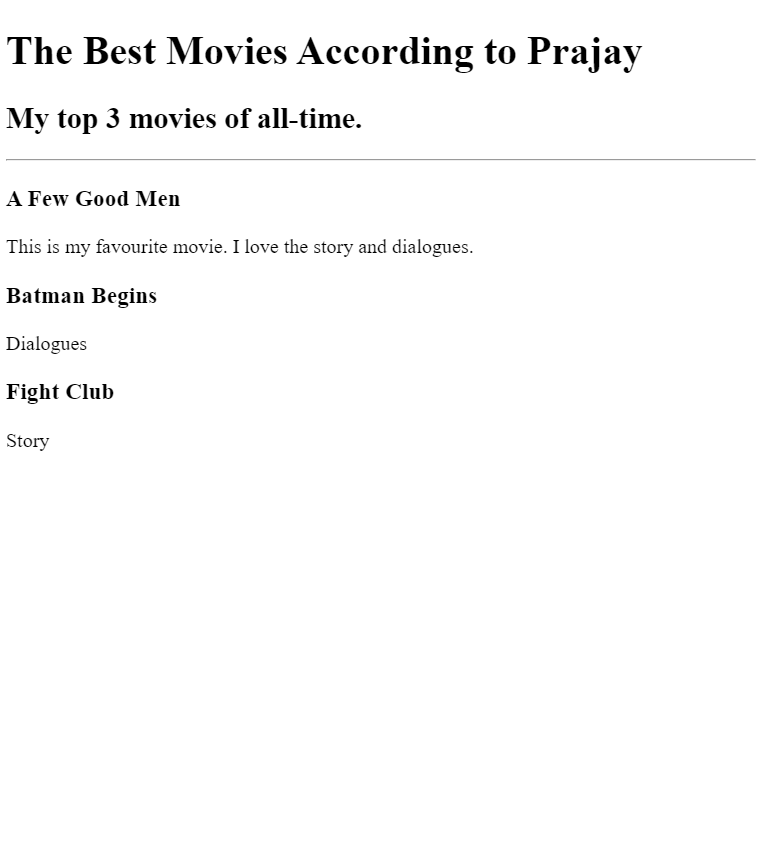 The Best Movies According to Prajay
My top 3 movies of all-time.
A Few Good Men
This is my favourite movie. I love the story and dialogues.
Batman Begins
Dialogues
Fight Club
Story